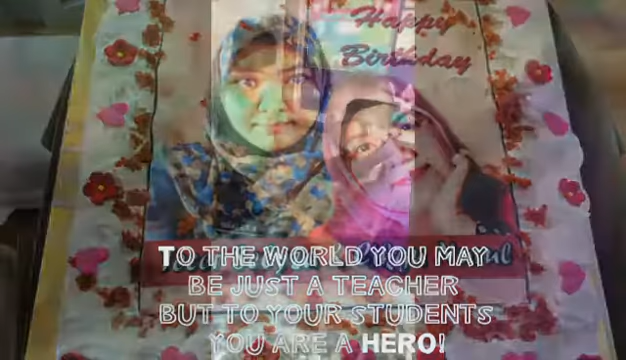 Happy
Birthday
TO THE WORLD YOU MAY
BE JUST A TEACHER
BUT TO YOUR STUDENTS
YOU ARE A HERO!